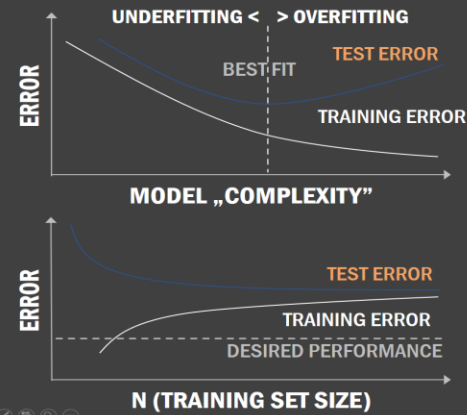 UNDERFITTING < > OVERFITTING
TEST ERROR
BEST FIT
TRAINING ERROR
ERROR
MODEL „COMPLEXITY”
TEST ERROR
TRAINING ERROR
DESIRED PERFORMANCE
ERROR
N (TRAINING SET SIZE)